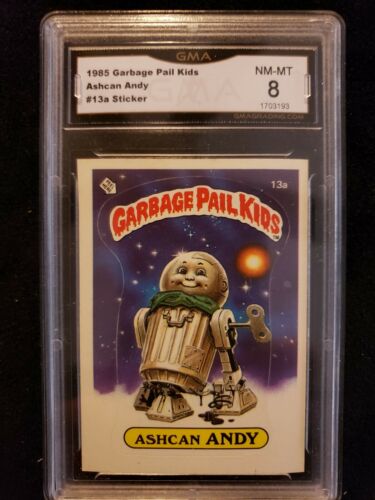 GMA
1985 Garbage Pail Kids
Ashcan Andy
#13a Sticker
NM-MT
8
1703193
GMAGRADING.COM
13a
GARBAGE PAIL KIDS
TM
ASHCAN ANDY